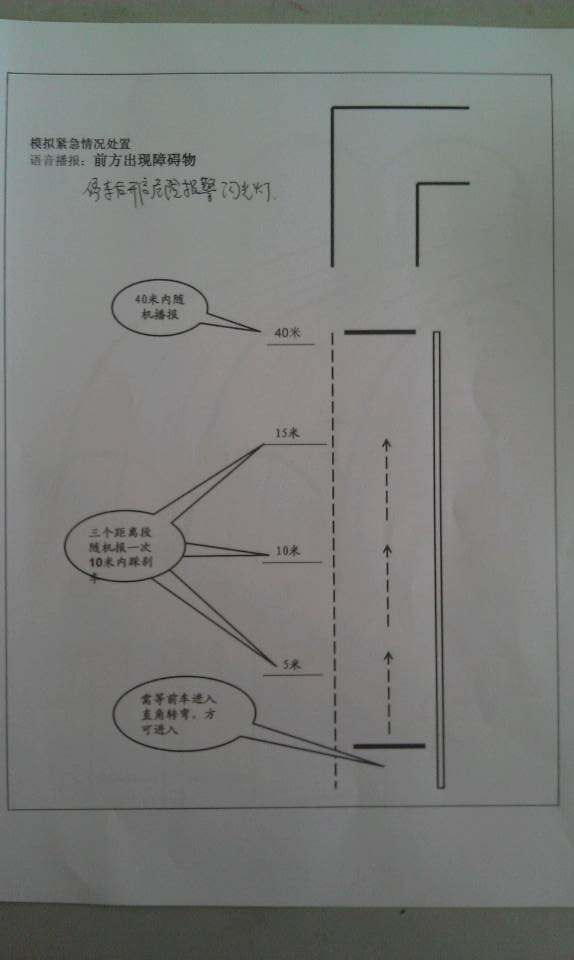 模拟紧急情况处置
语音播报：前方出现障碍物
停车后开启危险报警闪光灯.
40米内随
机播报
40米
15米
三个距离段
随机报一次
10米内踩刹
车
10米
5米
需等前车进入
直角转弯，方
可进入